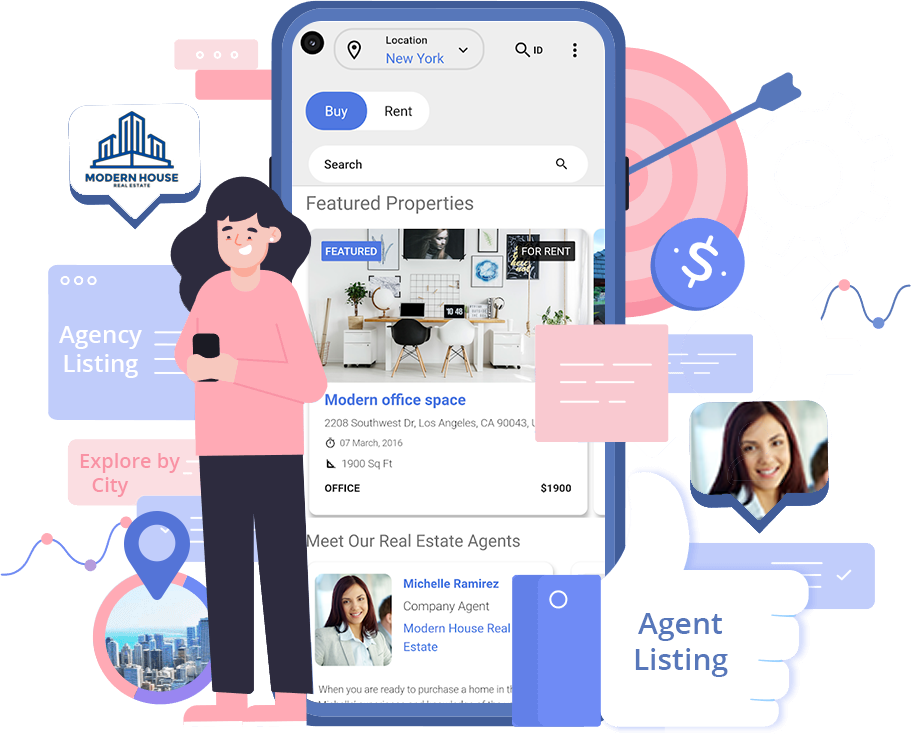 Location
New York
ID
Buy
Rent
Search
MODERN HOUSE
REAL ESTATE
Featured Properties
FEATURED
FOR RENT
10 48
Agency
Listing
Modern office space
2208 Southwest Dr, Los Angeles, CA 90043,
07 March, 2016
1900 Sq Ft
OFFICE
$1900
Explore by
City
Meet Our Real Estate Agents
Michelle Ramirez
Company Agent
Modern House Real
Estate
When you are ready to purchase a home in
$
Agent
Listing